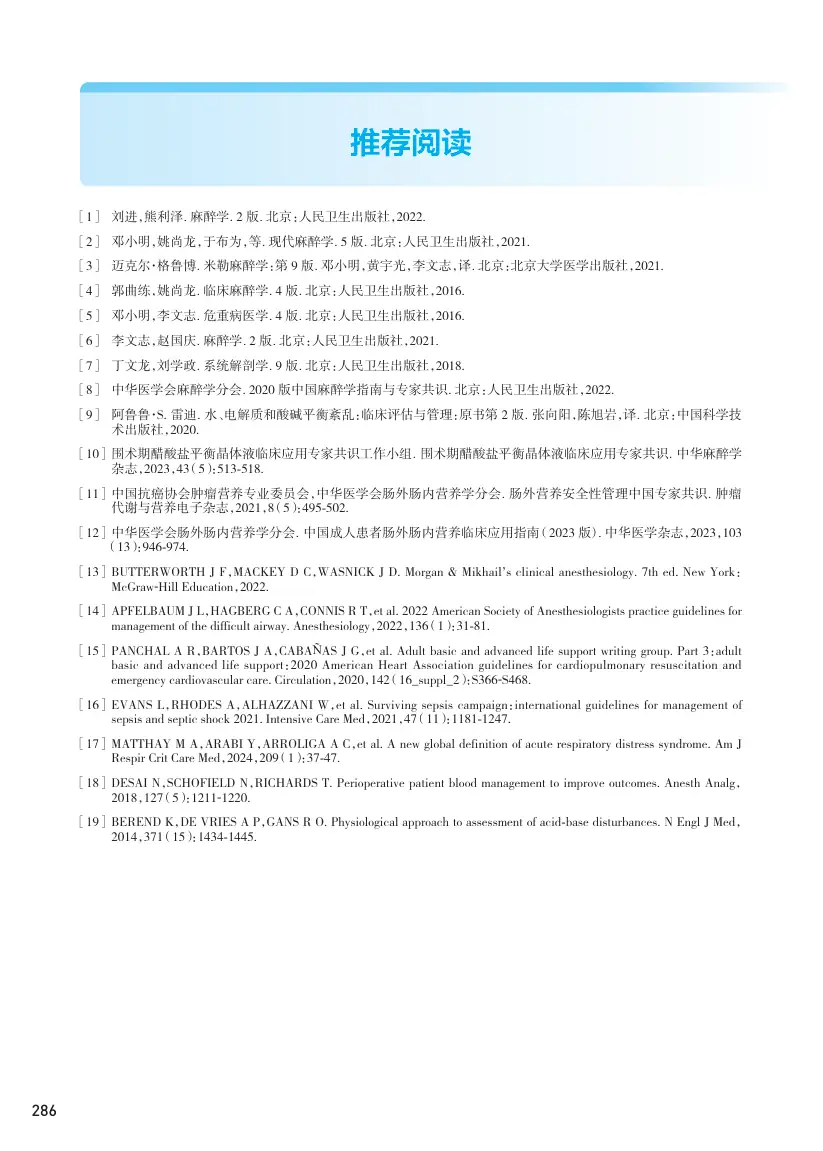 推荐阅读
［1］ 刘进,熊利泽. 麻醉学. 2 版. 北京:人民卫生出版社,2022.
［2］ 邓小明,姚尚龙,于布为,等. 现代麻醉学. 5 版. 北京:人民卫生出版社,2021.
［3］ 迈克尔·格鲁博. 米勒麻醉学:第 9 版. 邓小明,黄宇光,李文志,译. 北京:北京大学医学出版社,2021.
［4］ 郭曲练,姚尚龙. 临床麻醉学. 4 版. 北京:人民卫生出版社,2016.
［5］ 邓小明,李文志. 危重病医学. 4 版. 北京:人民卫生出版社,2016.
［6］ 李文志,赵国庆. 麻醉学. 2 版. 北京:人民卫生出版社,2021.
［7］ 丁文龙,刘学政. 系统解剖学. 9 版. 北京:人民卫生出版社,2018.
［8］ 中华医学会麻醉学分会. 2020 版中国麻醉学指南与专家共识. 北京:人民卫生出版社,2022.
［9］ 阿鲁鲁·S. 雷迪. 水、电解质和酸碱平衡紊乱:临床评估与管理:原书第 2 版. 张向阳,陈旭岩,译. 北京:中国科学技
术出版社,2020.
［10］围术期醋酸盐平衡晶体液临床应用专家共识工作小组. 围术期醋酸盐平衡晶体液临床应用专家共识. 中华麻醉学
杂志,2023,43(5):513-518.
［11］中国抗癌协会肿瘤营养专业委员会,中华医学会肠外肠内营养学分会. 肠外营养安全性管理中国专家共识. 肿瘤
代谢与营养电子杂志,2021,8(5):495-502.
［12］中华医学会肠外肠内营养学分会. 中国成人患者肠外肠内营养临床应用指南(2023 版). 中华医学杂志,2023,103
(13):946-974.
［13］BUTTERWORTH J F,MACKEY D C,WASNICK J D. Morgan & Mikhail's clinical anesthesiology. 7th ed. New York:
McGraw-Hill Education,2022.
［14］APFELBAUM J L,HAGBERG C A,CONNIS R T,et al. 2022 American Society of Anesthesiologists practice guidelines for
management of the difficult airway. Anesthesiology,2022,136(1):31-81.
［15］PANCHAL A R,BARTOS J A,CABAÑAS J G,et al. Adult basic and advanced life support writing group. Part 3:adult
basic and advanced life support:2020 American Heart Association guidelines for cardiopulmonary resuscitation and
emergency cardiovascular care. Circulation,2020,142(16_suppl_2):S366-S468.
［16］EVANS L,RHODES A,ALHAZZANI W,et al. Surviving sepsis campaign:international guidelines for management of
sepsis and septic shock 2021. Intensive Care Med,2021,47(11):1181-1247.
［17］MATTHAY M A,ARABI Y,ARROLIGA A C,et al. A new global definition of acute respiratory distress syndrome. Am J
Respir Crit Care Med,2024,209(1):37-47.
［18］DESAI N,SCHOFIELD N,RICHARDS T. Perioperative patient blood management to improve outcomes. Anesth Analg,
2018,127(5):1211-1220.
［19］BEREND K,DE VRIES A P,GANS R O. Physiological approach to assessment of acid-base disturbances. N Engl J Med,
2014,371(15):1434-1445.
286